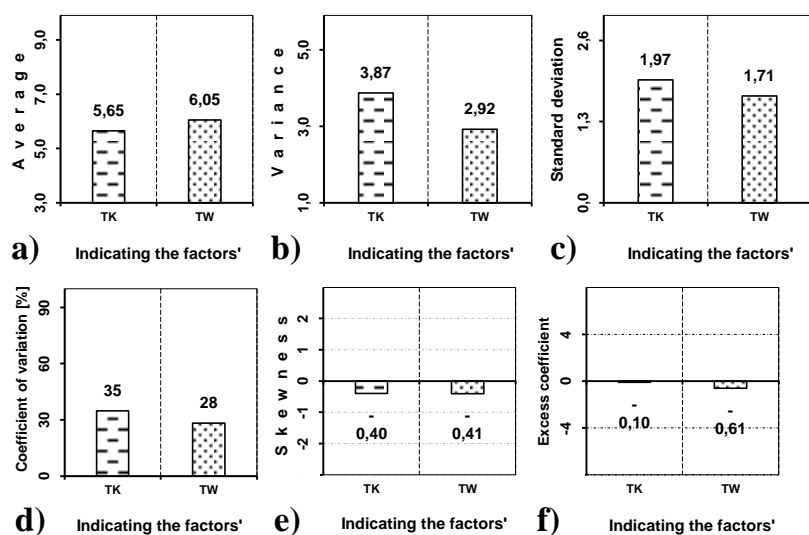 A v e r a g e
9,0
7,0
5,0
3,0
5,65
6,05
TK
TW
a)
Indicating the factors'
V a r i a n c e
5,0
3,0
1,0
3,87
2,92
TK
TW
b)
Indicating the factors'
Standard deviation
2,6
1,3
0,0
1,97
1,71
TK
TW
c)
Indicating the factors'
Coefficient of variation [%]
90
60
30
0
35
28
TK
TW
d)
Indicating the factors'
S k e w n e s s
2
1
0
-1
-2
-
0,40
-
0,41
TK
TW
e)
Indicating the factors'
Excess coefficient
4
0
-4
-
0,10
-
0,61
TK
TW
f)
Indicating the factors'